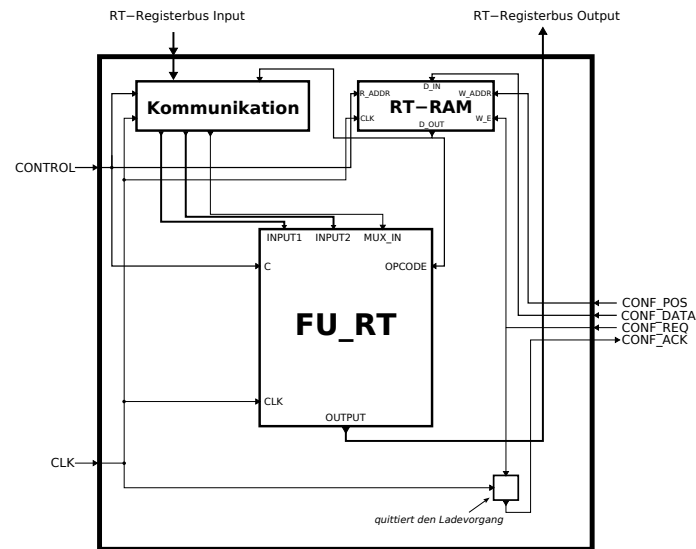 RT−Registerbus Input
RT−Registerbus Output
Kommunikation
R_ADDR
D_IN
W_ADDR
RT−RAM
CLK
D_OUT
W_E
CONTROL
INPUT1
INPUT2
MUX_IN
C
OPCODE
FU_RT
CONF_POS
CONF_DATA
CONF_REQ
CONF_ACK
CLK
OUTPUT
CLK
quittiert den Ladevorgang